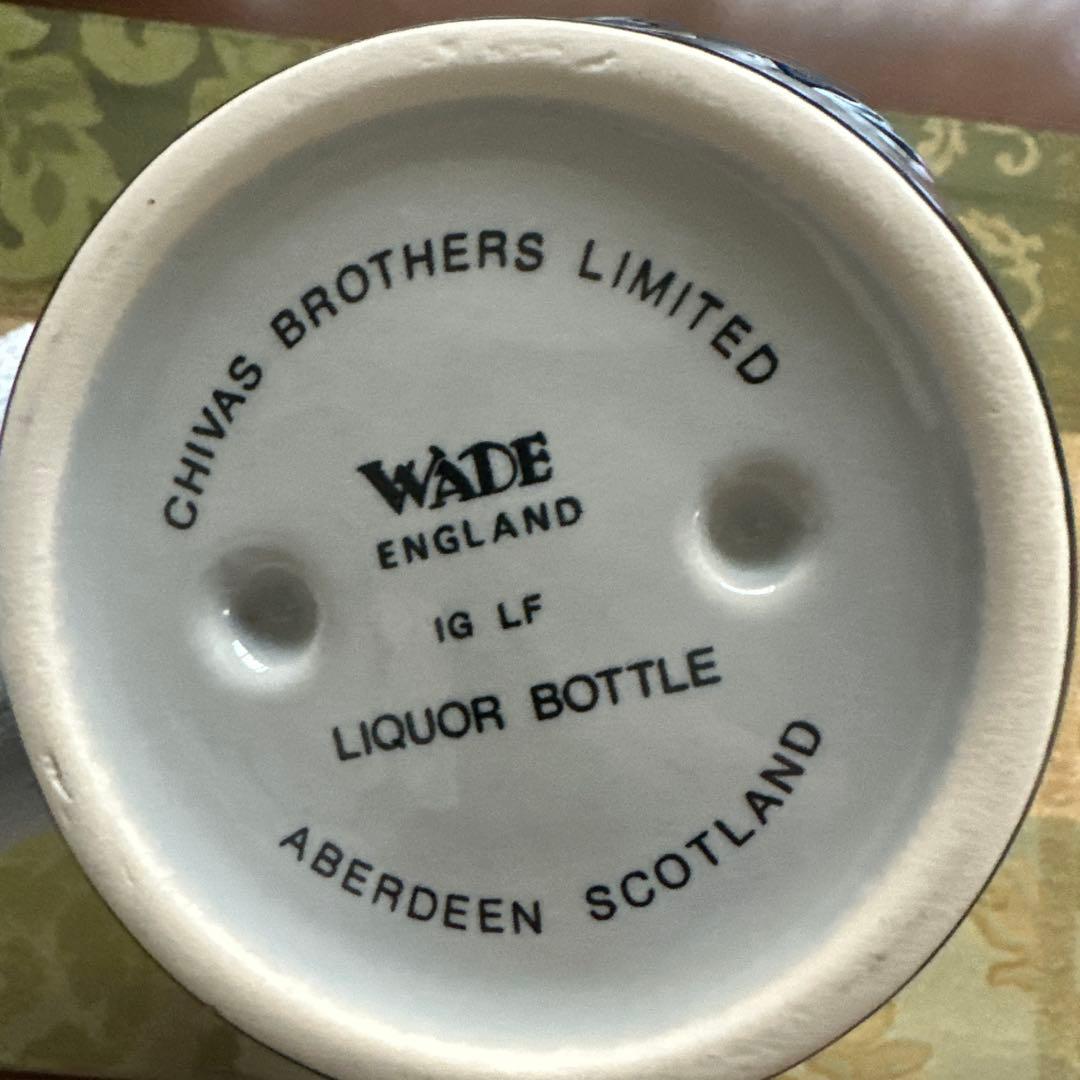 CHIVAS BROTHERS LIMITED
WADE
ENGLAND
IG LF
LIQUOR BOTTLE
ABERDEEN SCOTLAND